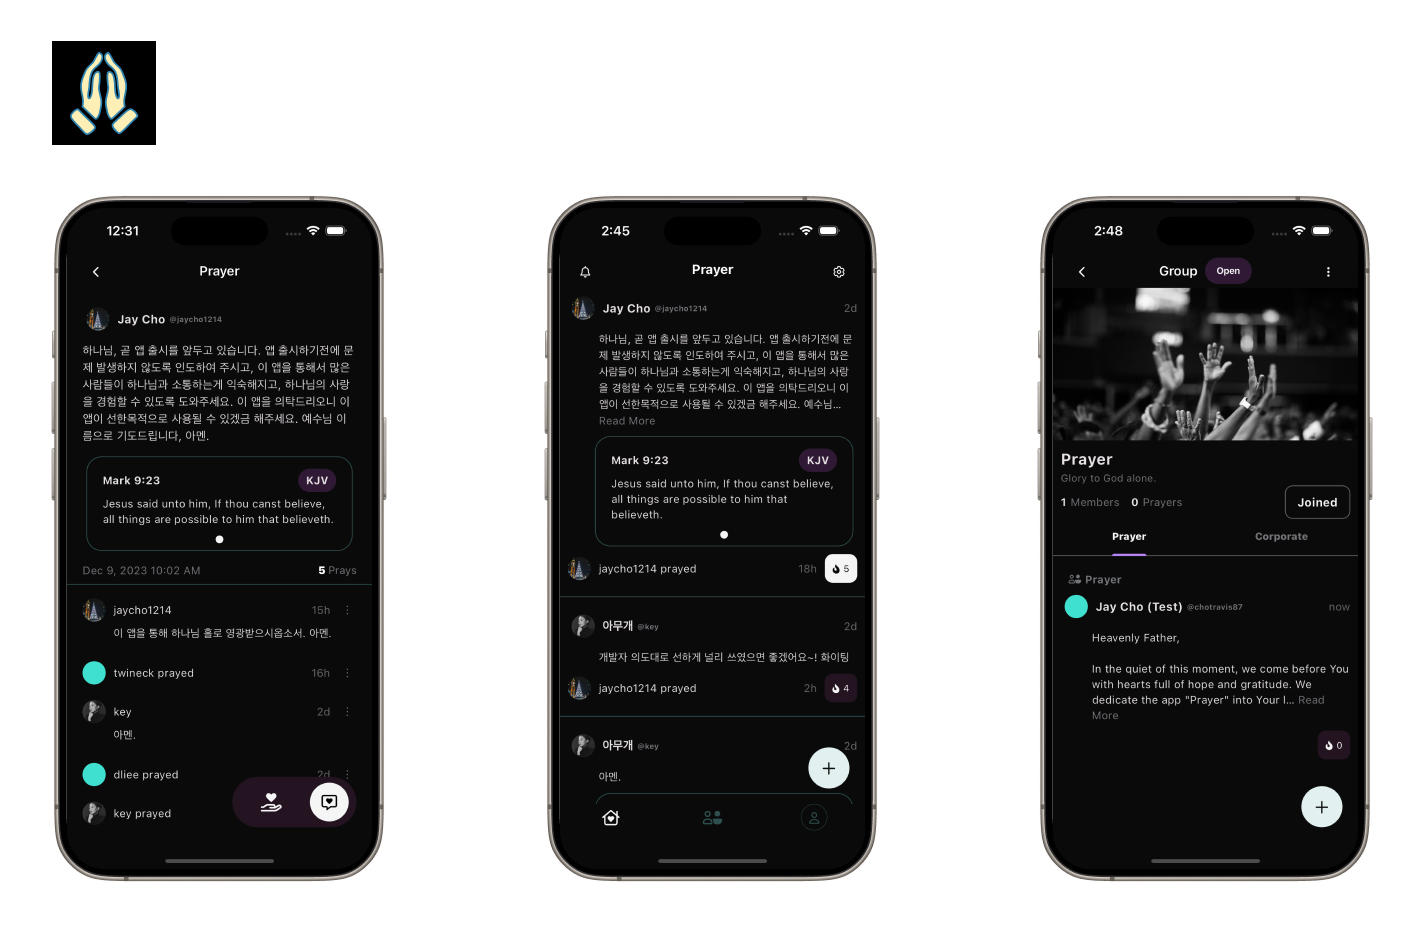 12:31
Prayer
Jay Cho @jaycho1214
하나님, 곧 앱 출시를 앞두고 있습니다. 앱 출시하기전에 문
제 발생하지 않도록 인도하여 주시고, 이 앱을 통해서 많은
사람들이 하나님과 소통하는게 익숙해지고, 하나님의 사랑
을 경험할 수 있도록 도와주세요. 이 앱을 의탁드리오니 이
앱이 선한목적으로 사용될 수 있겠금 해주세요. 예수님 이
름으로 기도드립니다, 아멘.
Mark 9:23 KJV
Jesus said unto him, If thou canst believe,
all things are possible to him that believeth.
Dec 9, 2023 10:02 AM 5 Prays
jaycho1214 15h
이 앱을 통해 하나님 홀로 영광받으시옵소서. 아멘.
twineck prayed 16h
key 2d
아멘.
dliee prayed 2d
key prayed
2:45
Prayer
Jay Cho @jaycho1214 2d
하나님, 곧 앱 출시를 앞두고 있습니다. 앱 출시하기전에 문
제 발생하지 않도록 인도하여 주시고, 이 앱을 통해서 많은
사람들이 하나님과 소통하는게 익숙해지고, 하나님의 사랑
을 경험할 수 있도록 도와주세요. 이 앱을 의탁드리오니 이
앱이 선한목적으로 사용될 수 있겠금 해주세요. 예수님...
Read More
Mark 9:23 KJV
Jesus said unto him, If thou canst believe,
all things are possible to him that
believeth.
jaycho1214 prayed 18h 5
아무개 @key 2d
개발자 의도대로 선하게 널리 쓰였으면 좋겠어요~! 화이팅
jaycho1214 prayed 2h 4
아무개 @key 2d
아멘.
2:48
Group Open
Prayer
Glory to God alone.
1 Members 0 Prayers Joined
Prayer Corporate
Prayer
Jay Cho (Test) @chotravis87 now
Heavenly Father,
In the quiet of this moment, we come before You
with hearts full of hope and gratitude. We
dedicate the app "Prayer" into Your l... Read
More
0